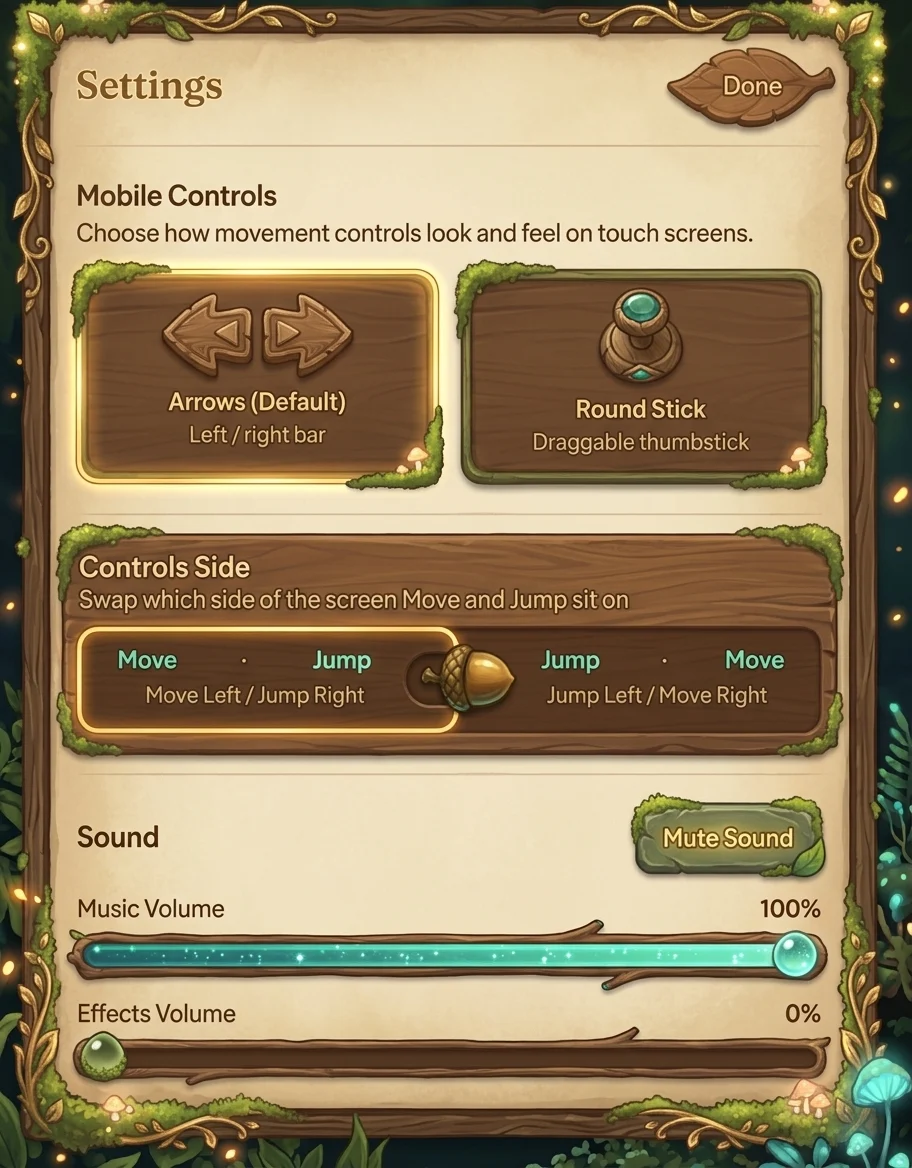 Settings
Done
Mobile Controls
Choose how movement controls look and feel on touch screens.
Arrows (Default)
Left / right bar
Round Stick
Draggable thumbstick
Controls Side
Swap which side of the screen Move and Jump sit on
Move · Jump
Move Left / Jump Right
Jump · Move
Jump Left / Move Right
Sound
Mute Sound
Music Volume
100%
Effects Volume
0%